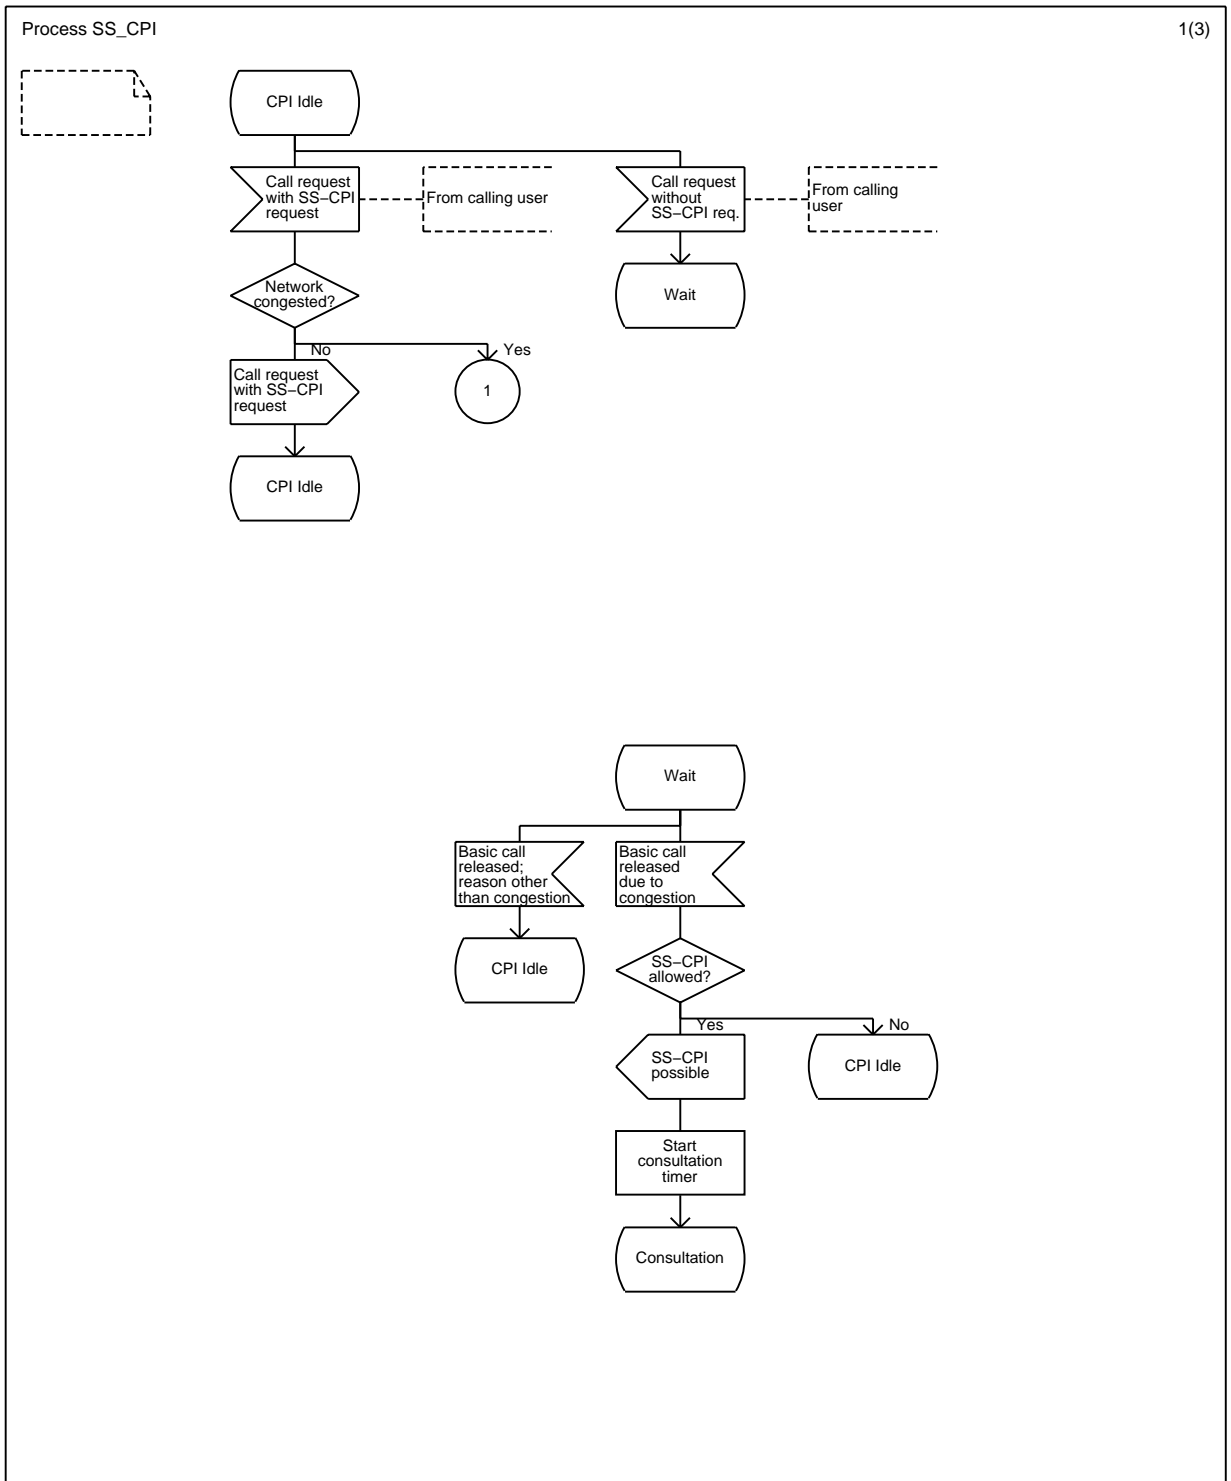 Process SS_CPI
1(3)
CPI Idle
Call request
with SS−CPI
request
From calling user
Call request
without
SS−CPI req.
From calling
user
Network
congested?
Wait
No
Yes
Call request
with SS−CPI
request
1
CPI Idle
Wait
Basic call
released;
reason other
than congestion
Basic call
released
due to
congestion
CPI Idle
SS−CPI
allowed?
Yes
No
SS−CPI
possible
CPI Idle
Start
consultation
timer
Consultation